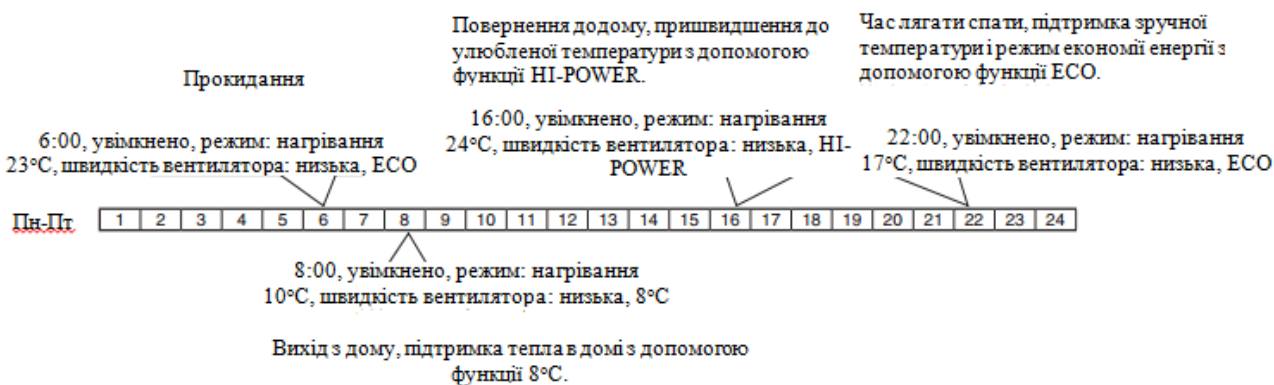 Прокидання
6:00, увімкнено, режим: нагрівання
23°C, швидкість вентилятора: низька, ECO
Повернення додому, пришвидшення до
улюбленої температури з допомогою
функції HI-POWER.
16:00, увімкнено, режим: нагрівання
24°C, швидкість вентилятора: низька, HI-
POWER
Час лягати спати, підтримка зручної
температури і режим економії енергії з
допомогою функції ECO.
22:00, увімкнено, режим: нагрівання
17°C, швидкість вентилятора: низька, ECO
Пн-Пт 1 2 3 4 5 6 7 8 9 10 11 12 13 14 15 16 17 18 19 20 21 22 23 24
8:00, увімкнено, режим: нагрівання
10°C, швидкість вентилятора: низька, 8°C
Вихід з дому, підтримка тепла в домі з допомогою
функції 8°C.